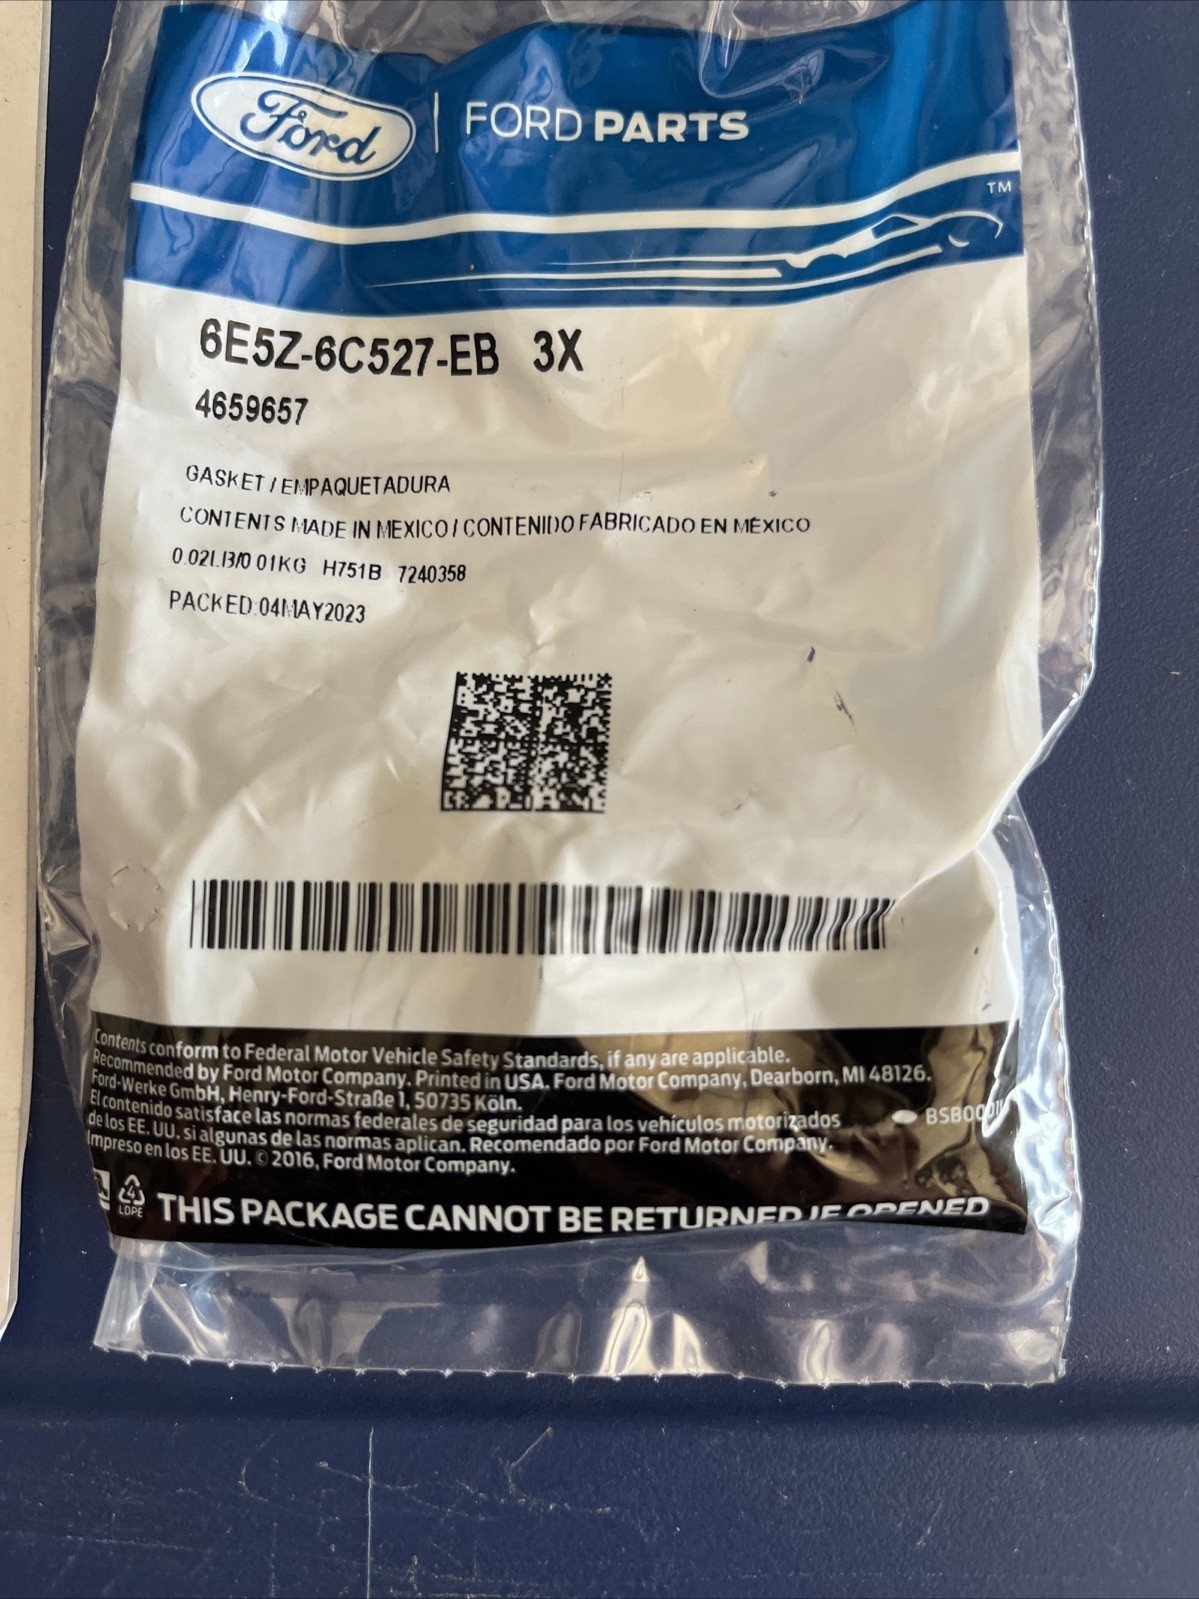 Ford | FORD PARTS
TM
6E5Z-6C527-EB 3X
4659657
GASKET / EMPAQUETADURA
CONTENTS MADE IN MEXICO / CONTENIDO FABRICADO EN MÉXICO
0.02LB/0.01KG H751B 7240358
PACKED:04MAY2023
Contents conform to Federal Motor Vehicle Safety Standards, if any are applicable.
Recommended by Ford Motor Company. Printed in USA. Ford Motor Company, Dearborn, MI 48126.
Ford-Werke GmbH, Henry-Ford-Straße 1, 50735 Köln.
El contenido satisface las normas federales de seguridad para los vehículos motorizados
de los EE. UU. si algunas de las normas aplican. Recomendado por Ford Motor Company.
Impreso en los EE. UU. © 2016, Ford Motor Company.
4
LDPE
THIS PACKAGE CANNOT BE RETURNED IF OPENED